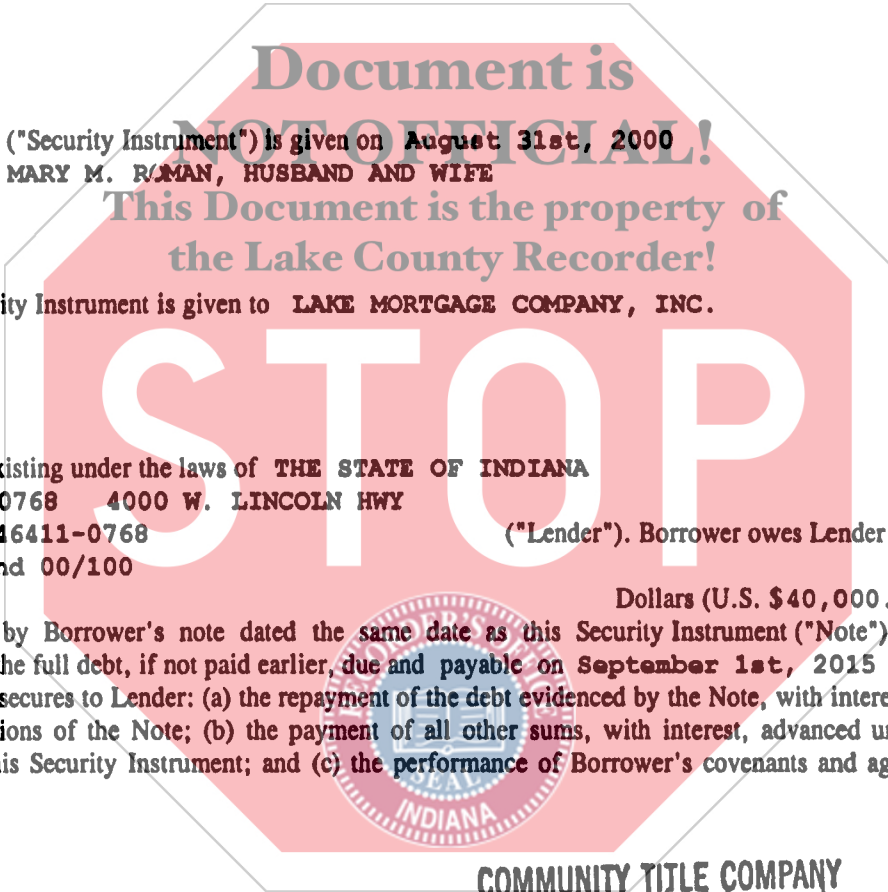 Document is
NOT OFFICIAL!
("Security Instrument") is given on August 31st, 2000
MARY M. ROMAN, HUSBAND AND WIFE
This Document is the property of
the Lake County Recorder!
ity Instrument is given to LAKE MORTGAGE COMPANY, INC.
STOP
isting under the laws of THE STATE OF INDIANA
0768 4000 W. LINCOLN HWY
46411-0768 ("Lender"). Borrower owes Lender
nd 00/100
Dollars (U.S. $40,000.
by Borrower's note dated the same date as this Security Instrument ("Note")
he full debt, if not paid earlier, due and payable on September 1st, 2015
secures to Lender: (a) the repayment of the debt evidenced by the Note, with intere
ions of the Note; (b) the payment of all other sums, with interest, advanced u
is Security Instrument; and (c) the performance of Borrower's covenants and ag
RECORDER'S OFFICE
SEAL
INDIANA
COMMUNITY TITLE COMPANY